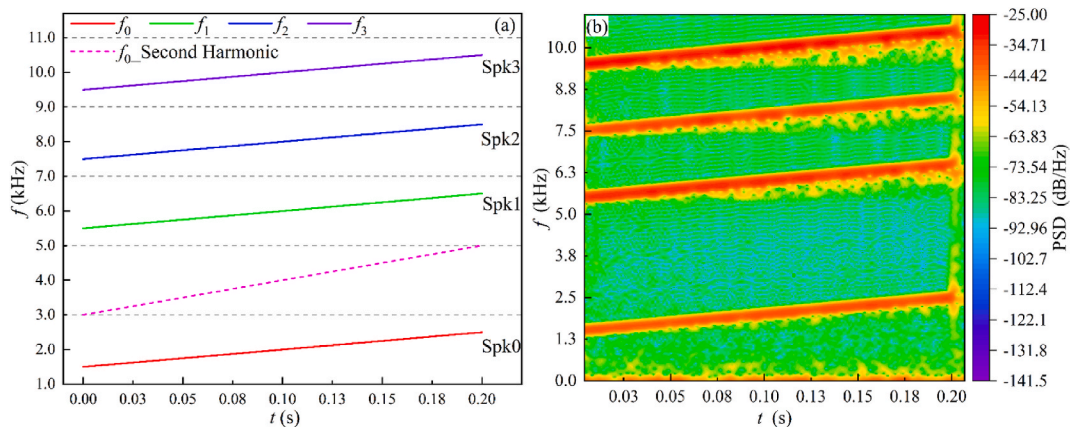 f₀ f₁ f₂ f₃ (a)
f₀_Second Harmonic
11.0
10.0
9.0
8.0
7.0
6.0
5.0
4.0
3.0
2.0
1.0
f (kHz)
Spk3
Spk2
Spk1
Spk0
0.00 0.03 0.05 0.08 0.10 0.13 0.15 0.18 0.20
t (s)
(b)
10.0
8.8
7.5
6.3
5.0
3.8
2.5
1.3
0.0
f (kHz)
0.03 0.05 0.08 0.10 0.13 0.15 0.18 0.20
t (s)
-25.00
-34.71
-44.42
-54.13
-63.83
-73.54
-83.25
-92.96
-102.7
-112.4
-122.1
-131.8
-141.5
PSD (dB/Hz)